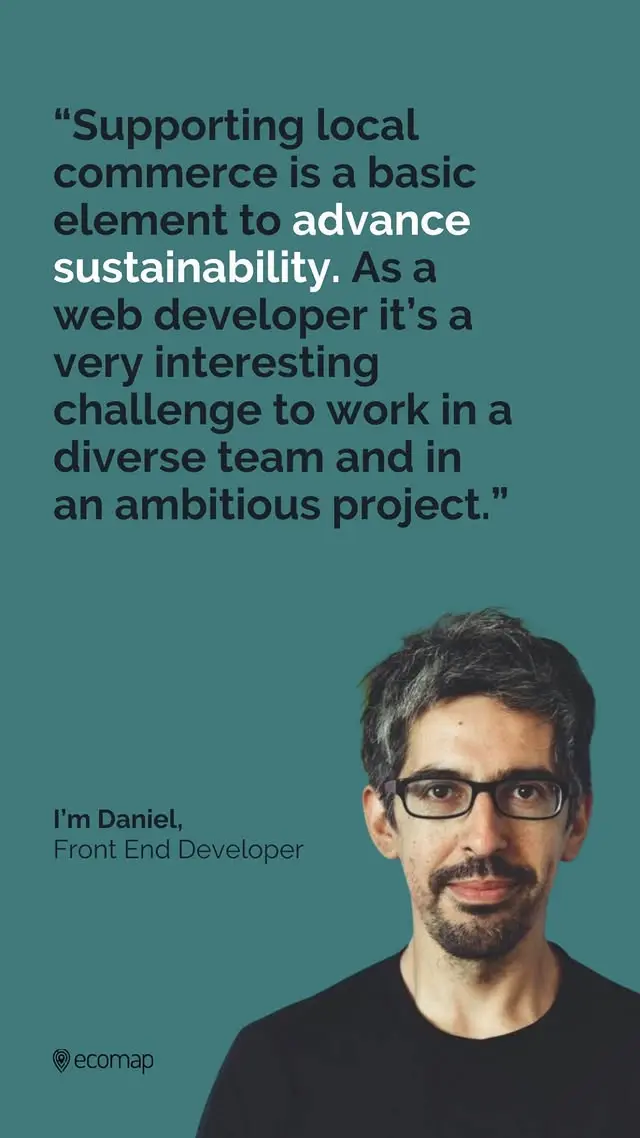 “Supporting local
commerce is a basic
element to advance
sustainability. As a
web developer it’s a
very interesting
challenge to work in a
diverse team and in
an ambitious project.”
I’m Daniel,
Front End Developer
ecomap